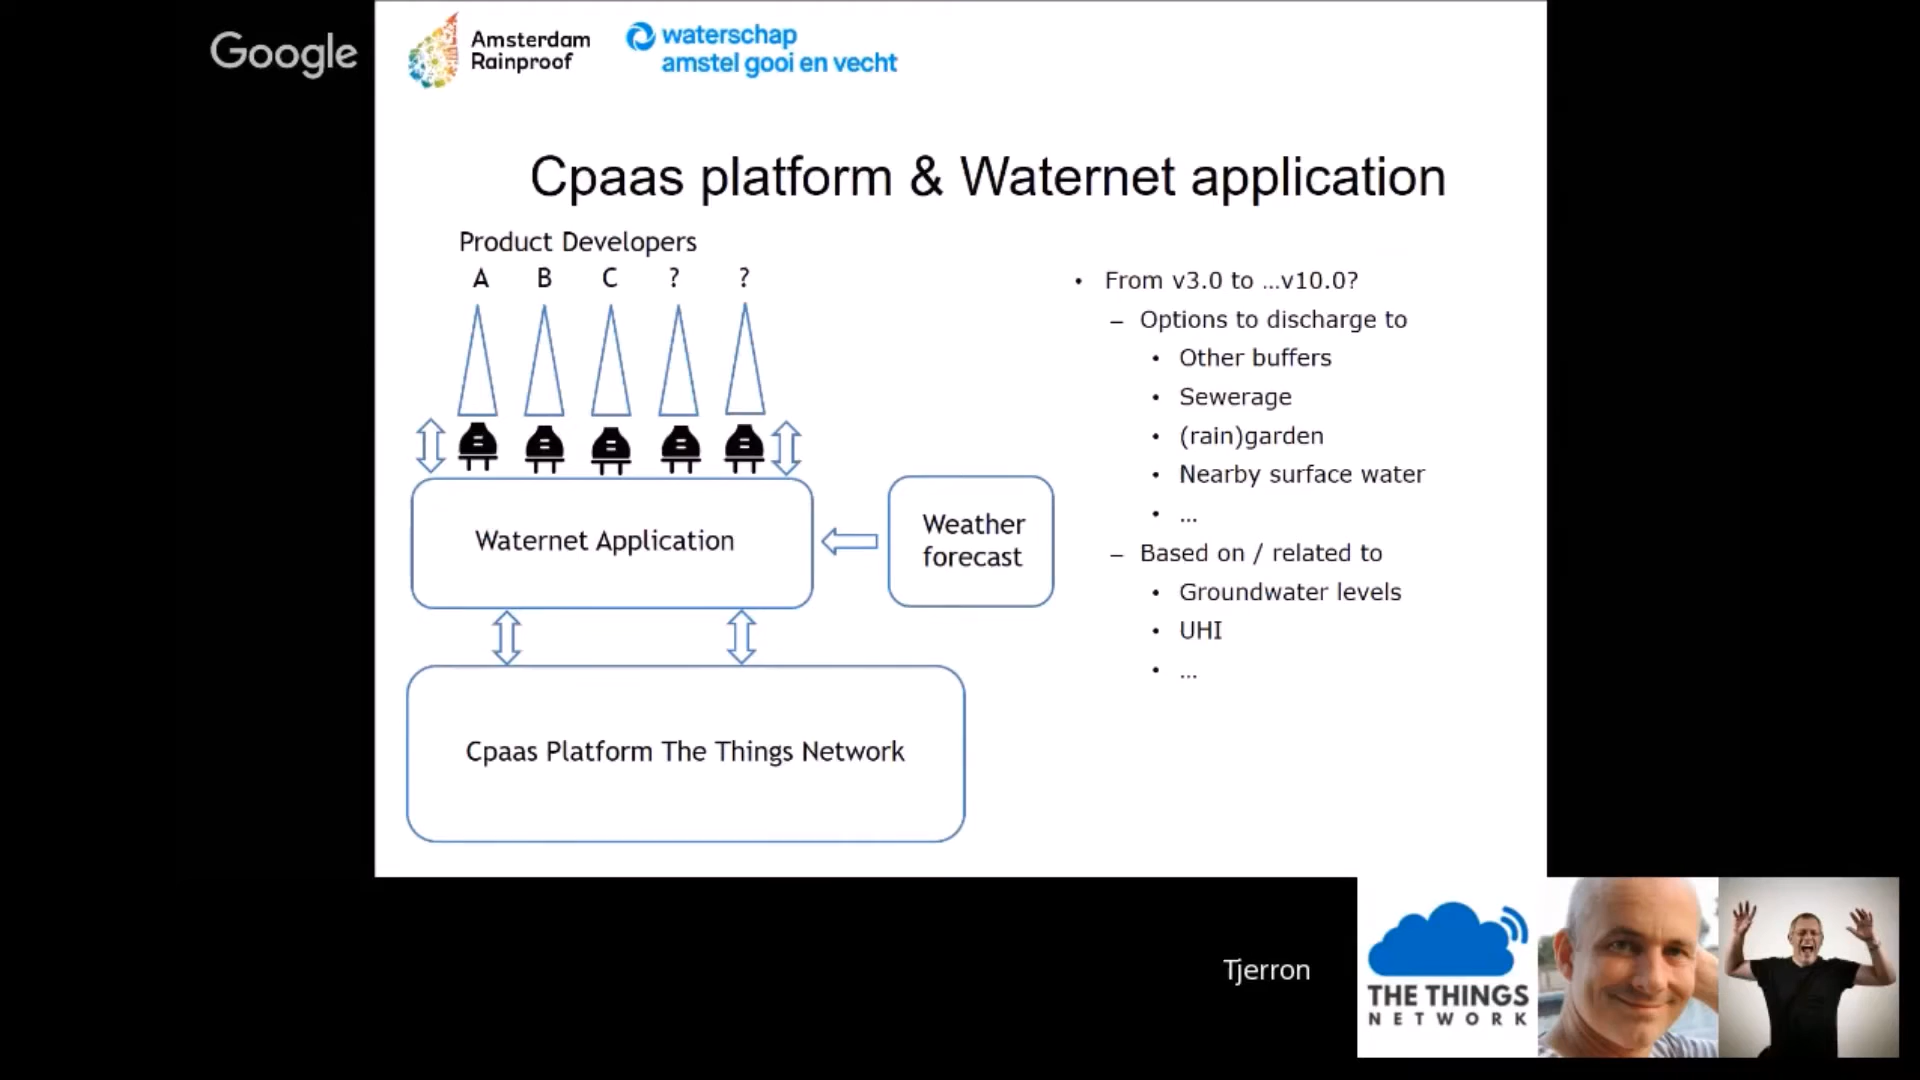 Google
Amsterdam
Rainproof
waterschap
amstel gooi en vecht
Cpaas platform & Waternet application
Product Developers
A B C ? ?
Waternet Application
Weather
forecast
Cpaas Platform The Things Network
• From v3.0 to ...v10.0?
– Options to discharge to
• Other buffers
• Sewerage
• (rain)garden
• Nearby surface water
• ...
– Based on / related to
• Groundwater levels
• UHI
• ...
Tjerron
THE THINGS
NETWORK